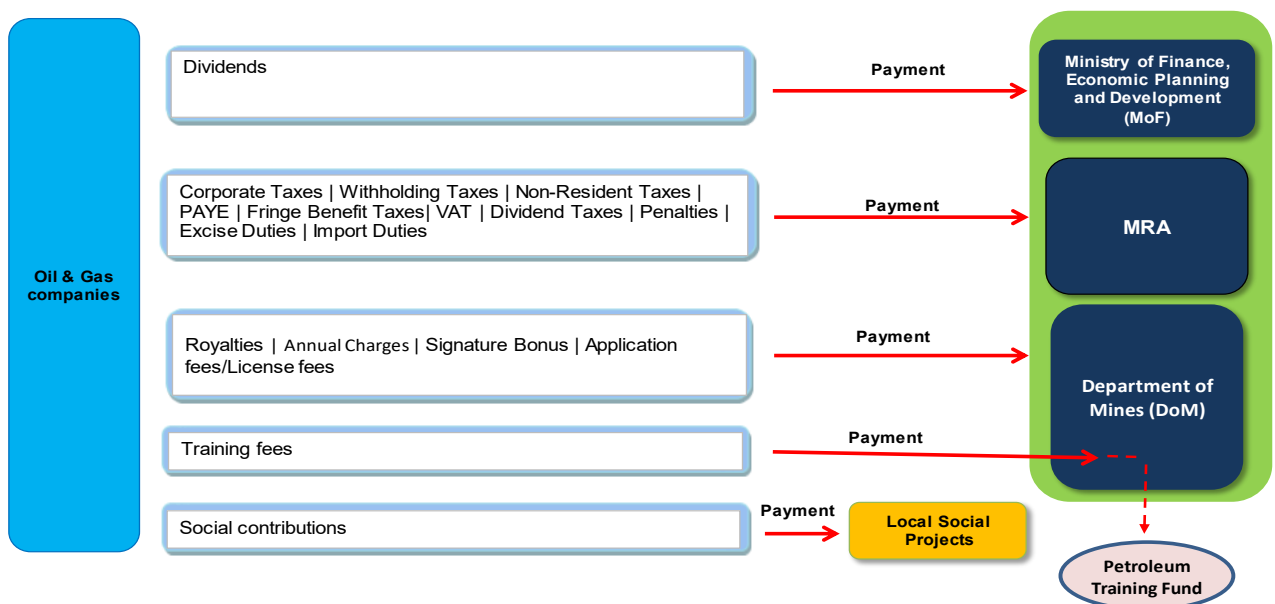 Oil & Gas
companies
Dividends
Payment
Ministry of Finance,
Economic Planning
and Development
(MoF)
Corporate Taxes | Withholding Taxes | Non-Resident Taxes |
PAYE | Fringe Benefit Taxes| VAT | Dividend Taxes | Penalties |
Excise Duties | Import Duties
Payment
MRA
Royalties | Annual Charges | Signature Bonus | Application
fees/License fees
Payment
Department of
Mines (DoM)
Training fees
Payment
Social contributions
Payment
Local Social
Projects
Petroleum
Training Fund